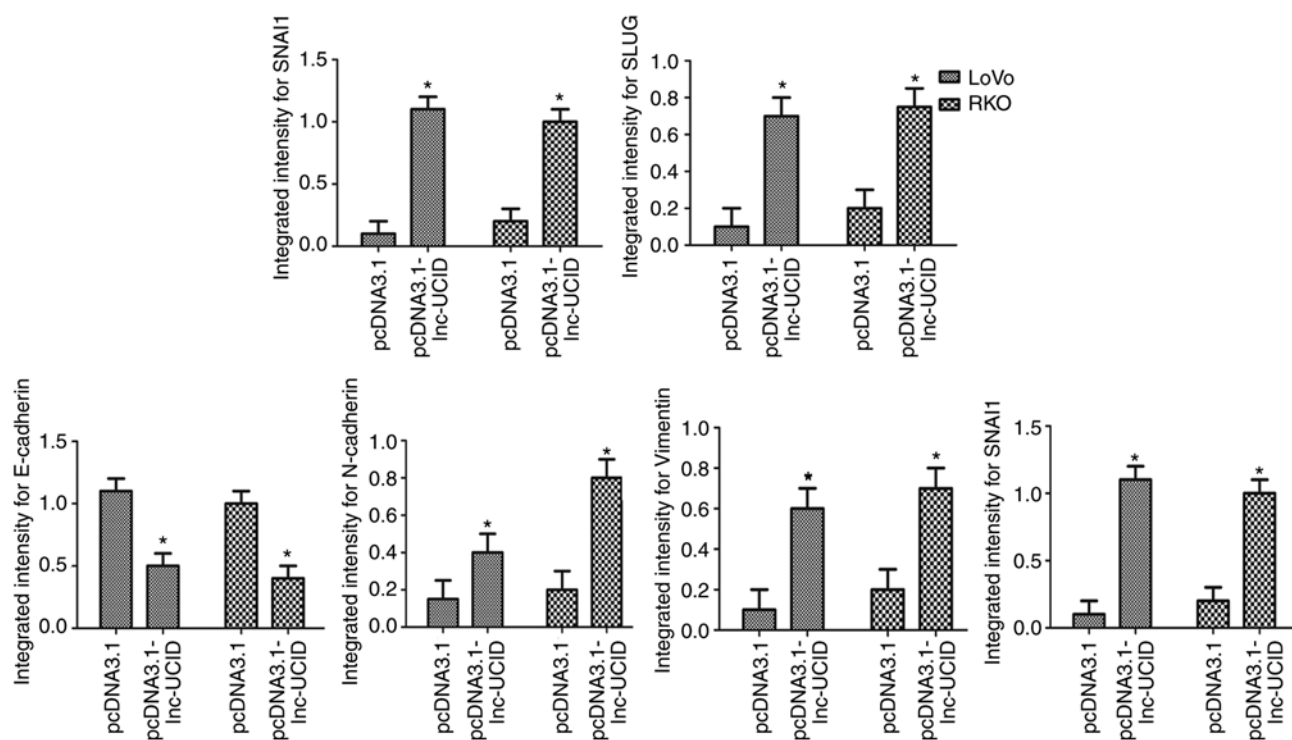 Integrated intensity for SNAI1
1.5
1.0
0.5
0.0
*
*
pcDNA3.1
pcDNA3.1-
lnc-UCID
pcDNA3.1
pcDNA3.1-
lnc-UCID
Integrated intensity for SLUG
1.0
0.8
0.6
0.4
0.2
0.0
*
*
pcDNA3.1
pcDNA3.1-
lnc-UCID
pcDNA3.1
pcDNA3.1-
lnc-UCID
LoVo
RKO
Integrated intensity for E-cadherin
1.5
1.0
0.5
0.0
*
*
pcDNA3.1
pcDNA3.1-
lnc-UCID
pcDNA3.1
pcDNA3.1-
lnc-UCID
Integrated intensity for N-cadherin
1.0
0.8
0.6
0.4
0.2
0.0
*
*
pcDNA3.1
pcDNA3.1-
lnc-UCID
pcDNA3.1
pcDNA3.1-
lnc-UCID
Integrated intensity for Vimentin
1.0
0.8
0.6
0.4
0.2
0.0
*
*
pcDNA3.1
pcDNA3.1-
lnc-UCID
pcDNA3.1
pcDNA3.1-
lnc-UCID
Integrated intensity for SNAI1
1.5
1.0
0.5
0.0
*
*
pcDNA3.1
pcDNA3.1-
lnc-UCID
pcDNA3.1
pcDNA3.1-
lnc-UCID